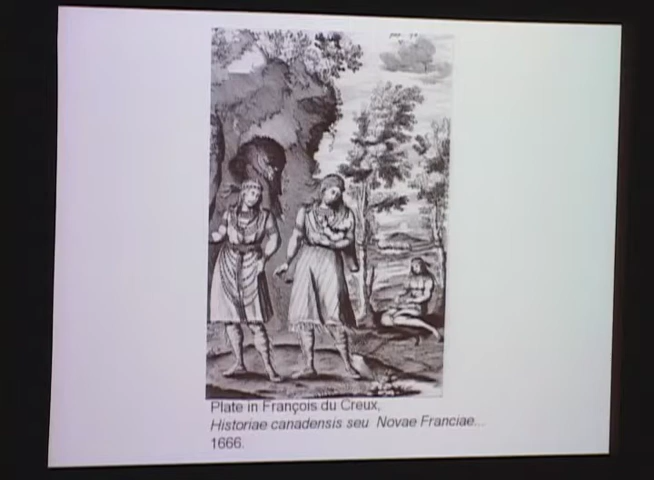 Plate in François du Creux,
Historiae canadensis seu Novae Franciae...
1666.